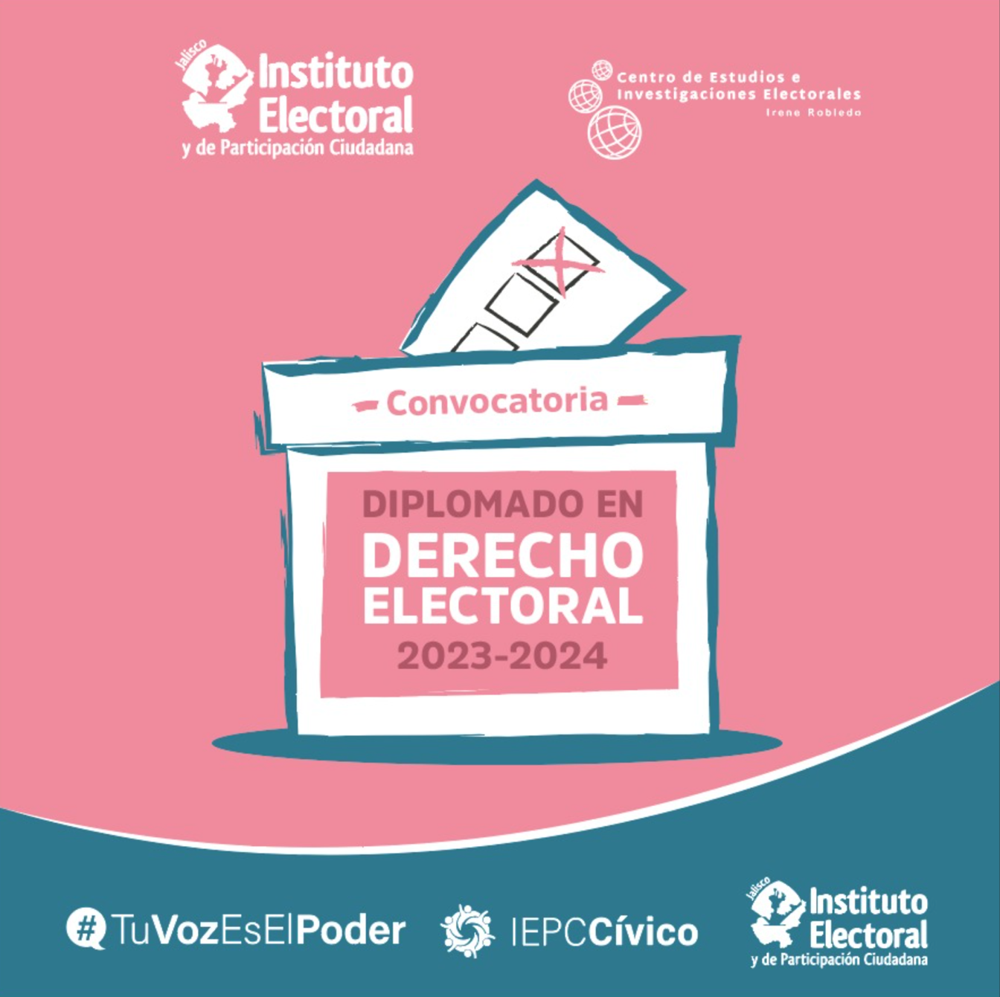 Jalisco
Instituto
Electoral
y de Participación Ciudadana
Centro de Estudios e
Investigaciones Electorales
Irene Robledo
Convocatoria
DIPLOMADO EN
DERECHO
ELECTORAL
2023-2024
#TuVozEsElPoder
IEPCCívico
Jalisco
Instituto
Electoral
y de Participación Ciudadana